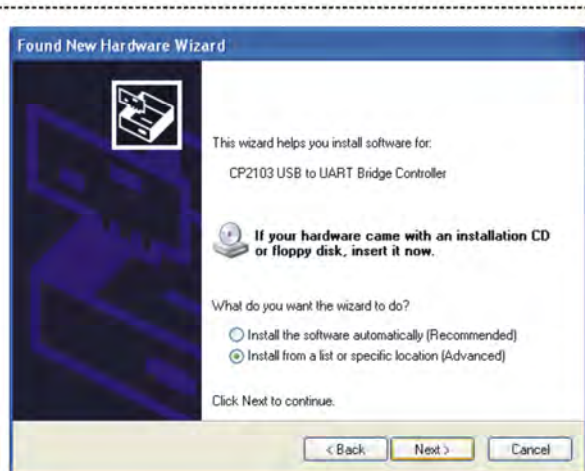 Found New Hardware Wizard
This wizard helps you install software for:
CP2103 USB to UART Bridge Controller
If your hardware came with an installation CD
or floppy disk, insert it now.
What do you want the wizard to do?
Install the software automatically (Recommended)
Install from a list or specific location (Advanced)
Click Next to continue.
< Back Next > Cancel